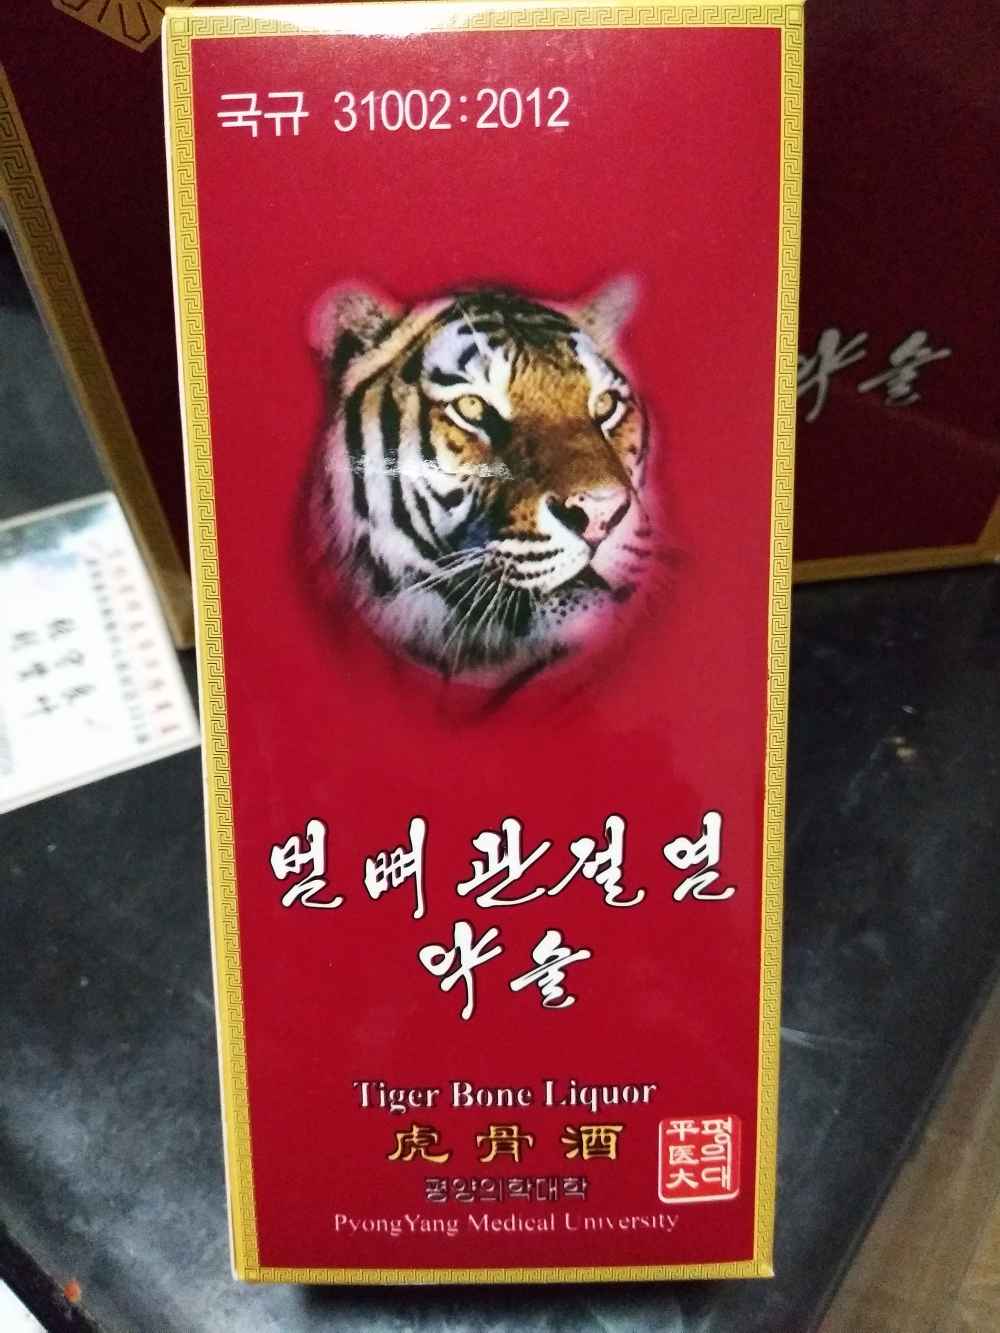 국규 31002:2012
약술
범뼈관절염
약술
Tiger Bone Liquor
虎骨酒
평양의학대학
PyongYang Medical University
平医大
평의대